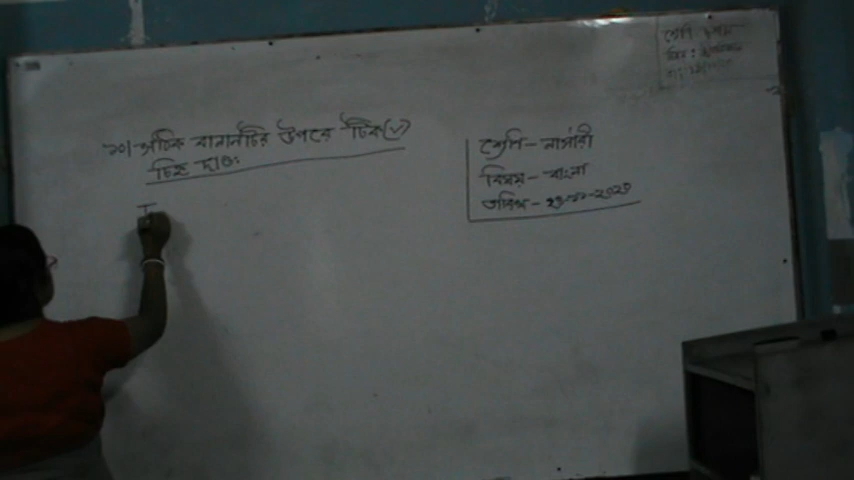 ১০। সঠিক বানানটির উপরে টিক(✓)
চিহ্ন দাও:
শ্রেণি - নার্সারী
বিষয় - বাংলা
তারিখ -
শ্রেণি